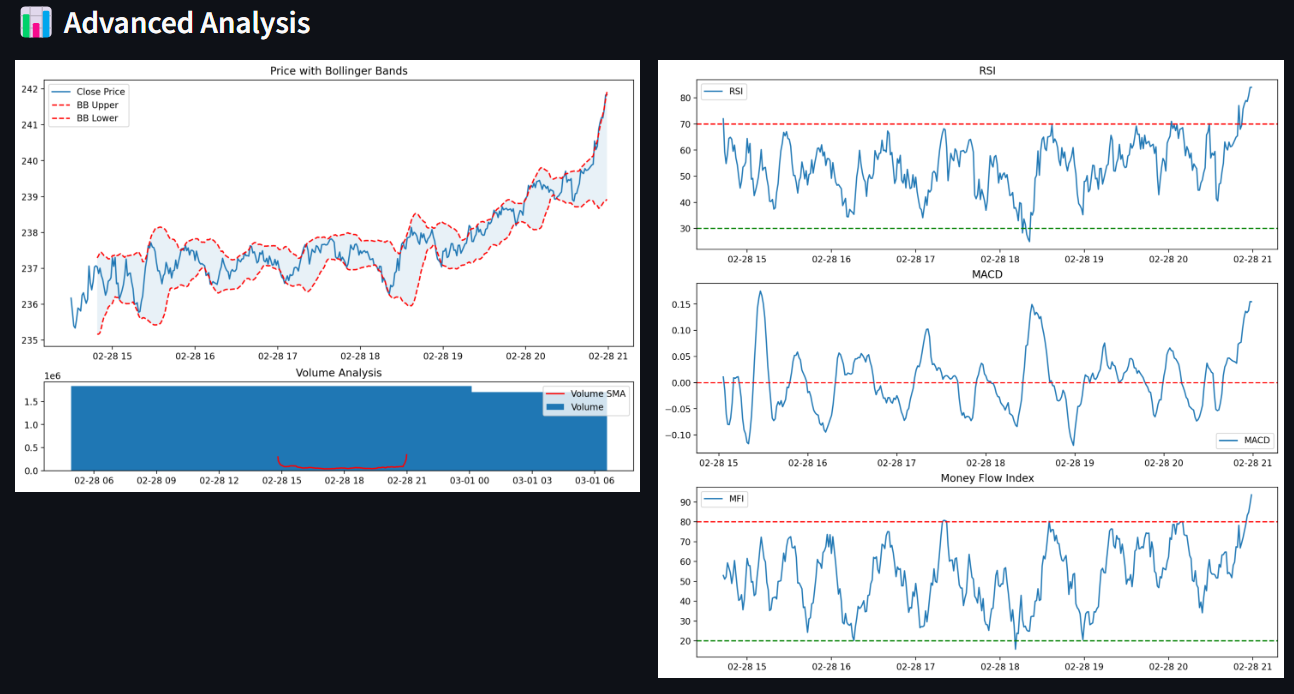 Advanced Analysis
Price with Bollinger Bands
Close Price
BB Upper
BB Lower
242
241
240
239
238
237
236
235
02-28 15 02-28 16 02-28 17 02-28 18 02-28 19 02-28 20 02-28 21
Volume Analysis
1e6
Volume SMA
Volume
1.5
1.0
0.5
0.0
02-28 06 02-28 09 02-28 12 02-28 15 02-28 18 02-28 21 03-01 00 03-01 03 03-01 06
RSI
RSI
80
70
60
50
40
30
02-28 15 02-28 16 02-28 17 02-28 18 02-28 19 02-28 20 02-28 21
MACD
0.15
0.10
0.05
0.00
−0.05
−0.10
MACD
02-28 15 02-28 16 02-28 17 02-28 18 02-28 19 02-28 20 02-28 21
Money Flow Index
MFI
90
80
70
60
50
40
30
20
02-28 15 02-28 16 02-28 17 02-28 18 02-28 19 02-28 20 02-28 21